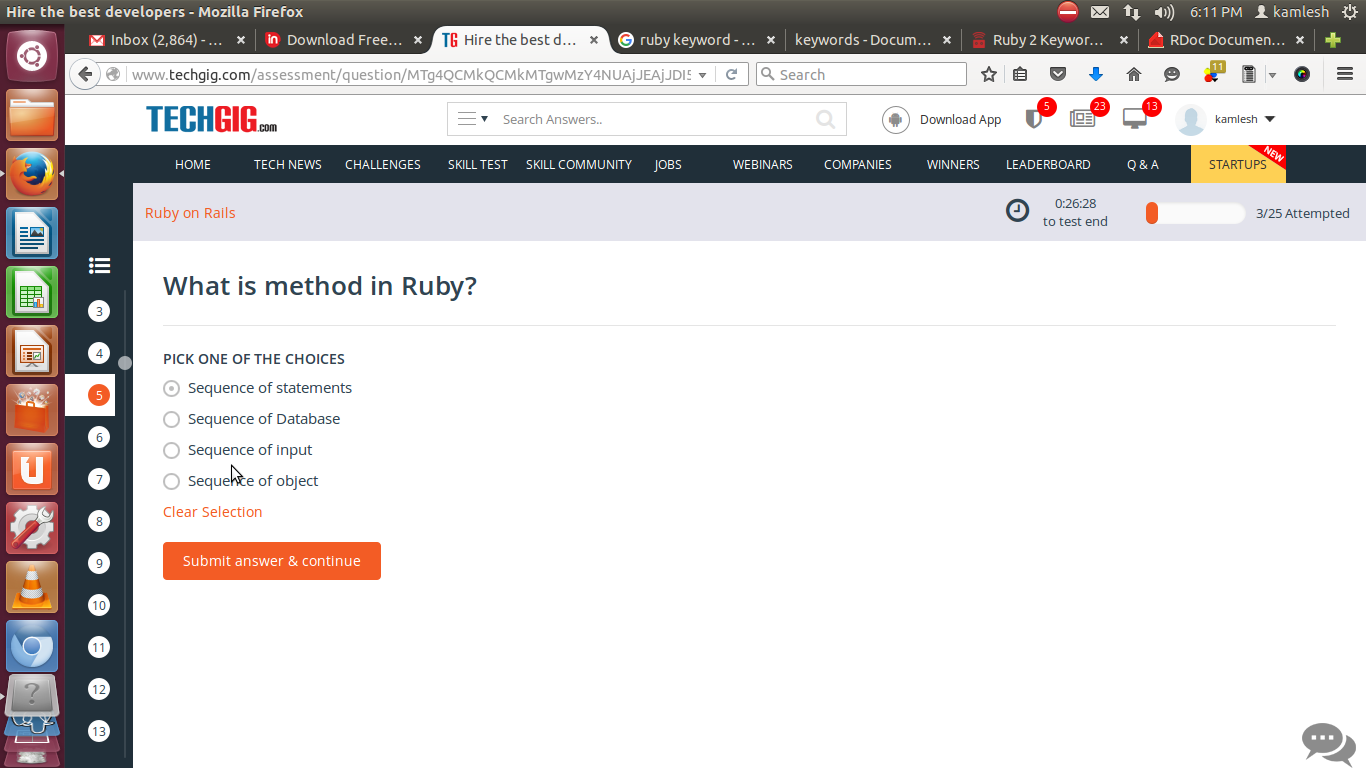 Hire the best developers - Mozilla Firefox
6:11 PM
kamlesh
Inbox (2,864) - ...
Download Free...
Hire the best d...
ruby keyword - ...
keywords - Docum...
Ruby 2 Keywor...
RDoc Documen...
www.techgig.com/assessment/question/MTg4QCMkQCMkMTgwMzY4NUAjJEAjJDI5
Search
11
TECHGIG.com
Search Answers..
Download App
5
23
13
kamlesh
HOME
TECH NEWS
CHALLENGES
SKILL TEST
SKILL COMMUNITY
JOBS
WEBINARS
COMPANIES
WINNERS
LEADERBOARD
Q & A
STARTUPS
NEW
Ruby on Rails
0:26:28
to test end
3/25 Attempted
3
4
5
6
7
8
9
10
11
12
13
What is method in Ruby?
PICK ONE OF THE CHOICES
Sequence of statements
Sequence of Database
Sequence of input
Sequence of object
Clear Selection
Submit answer & continue